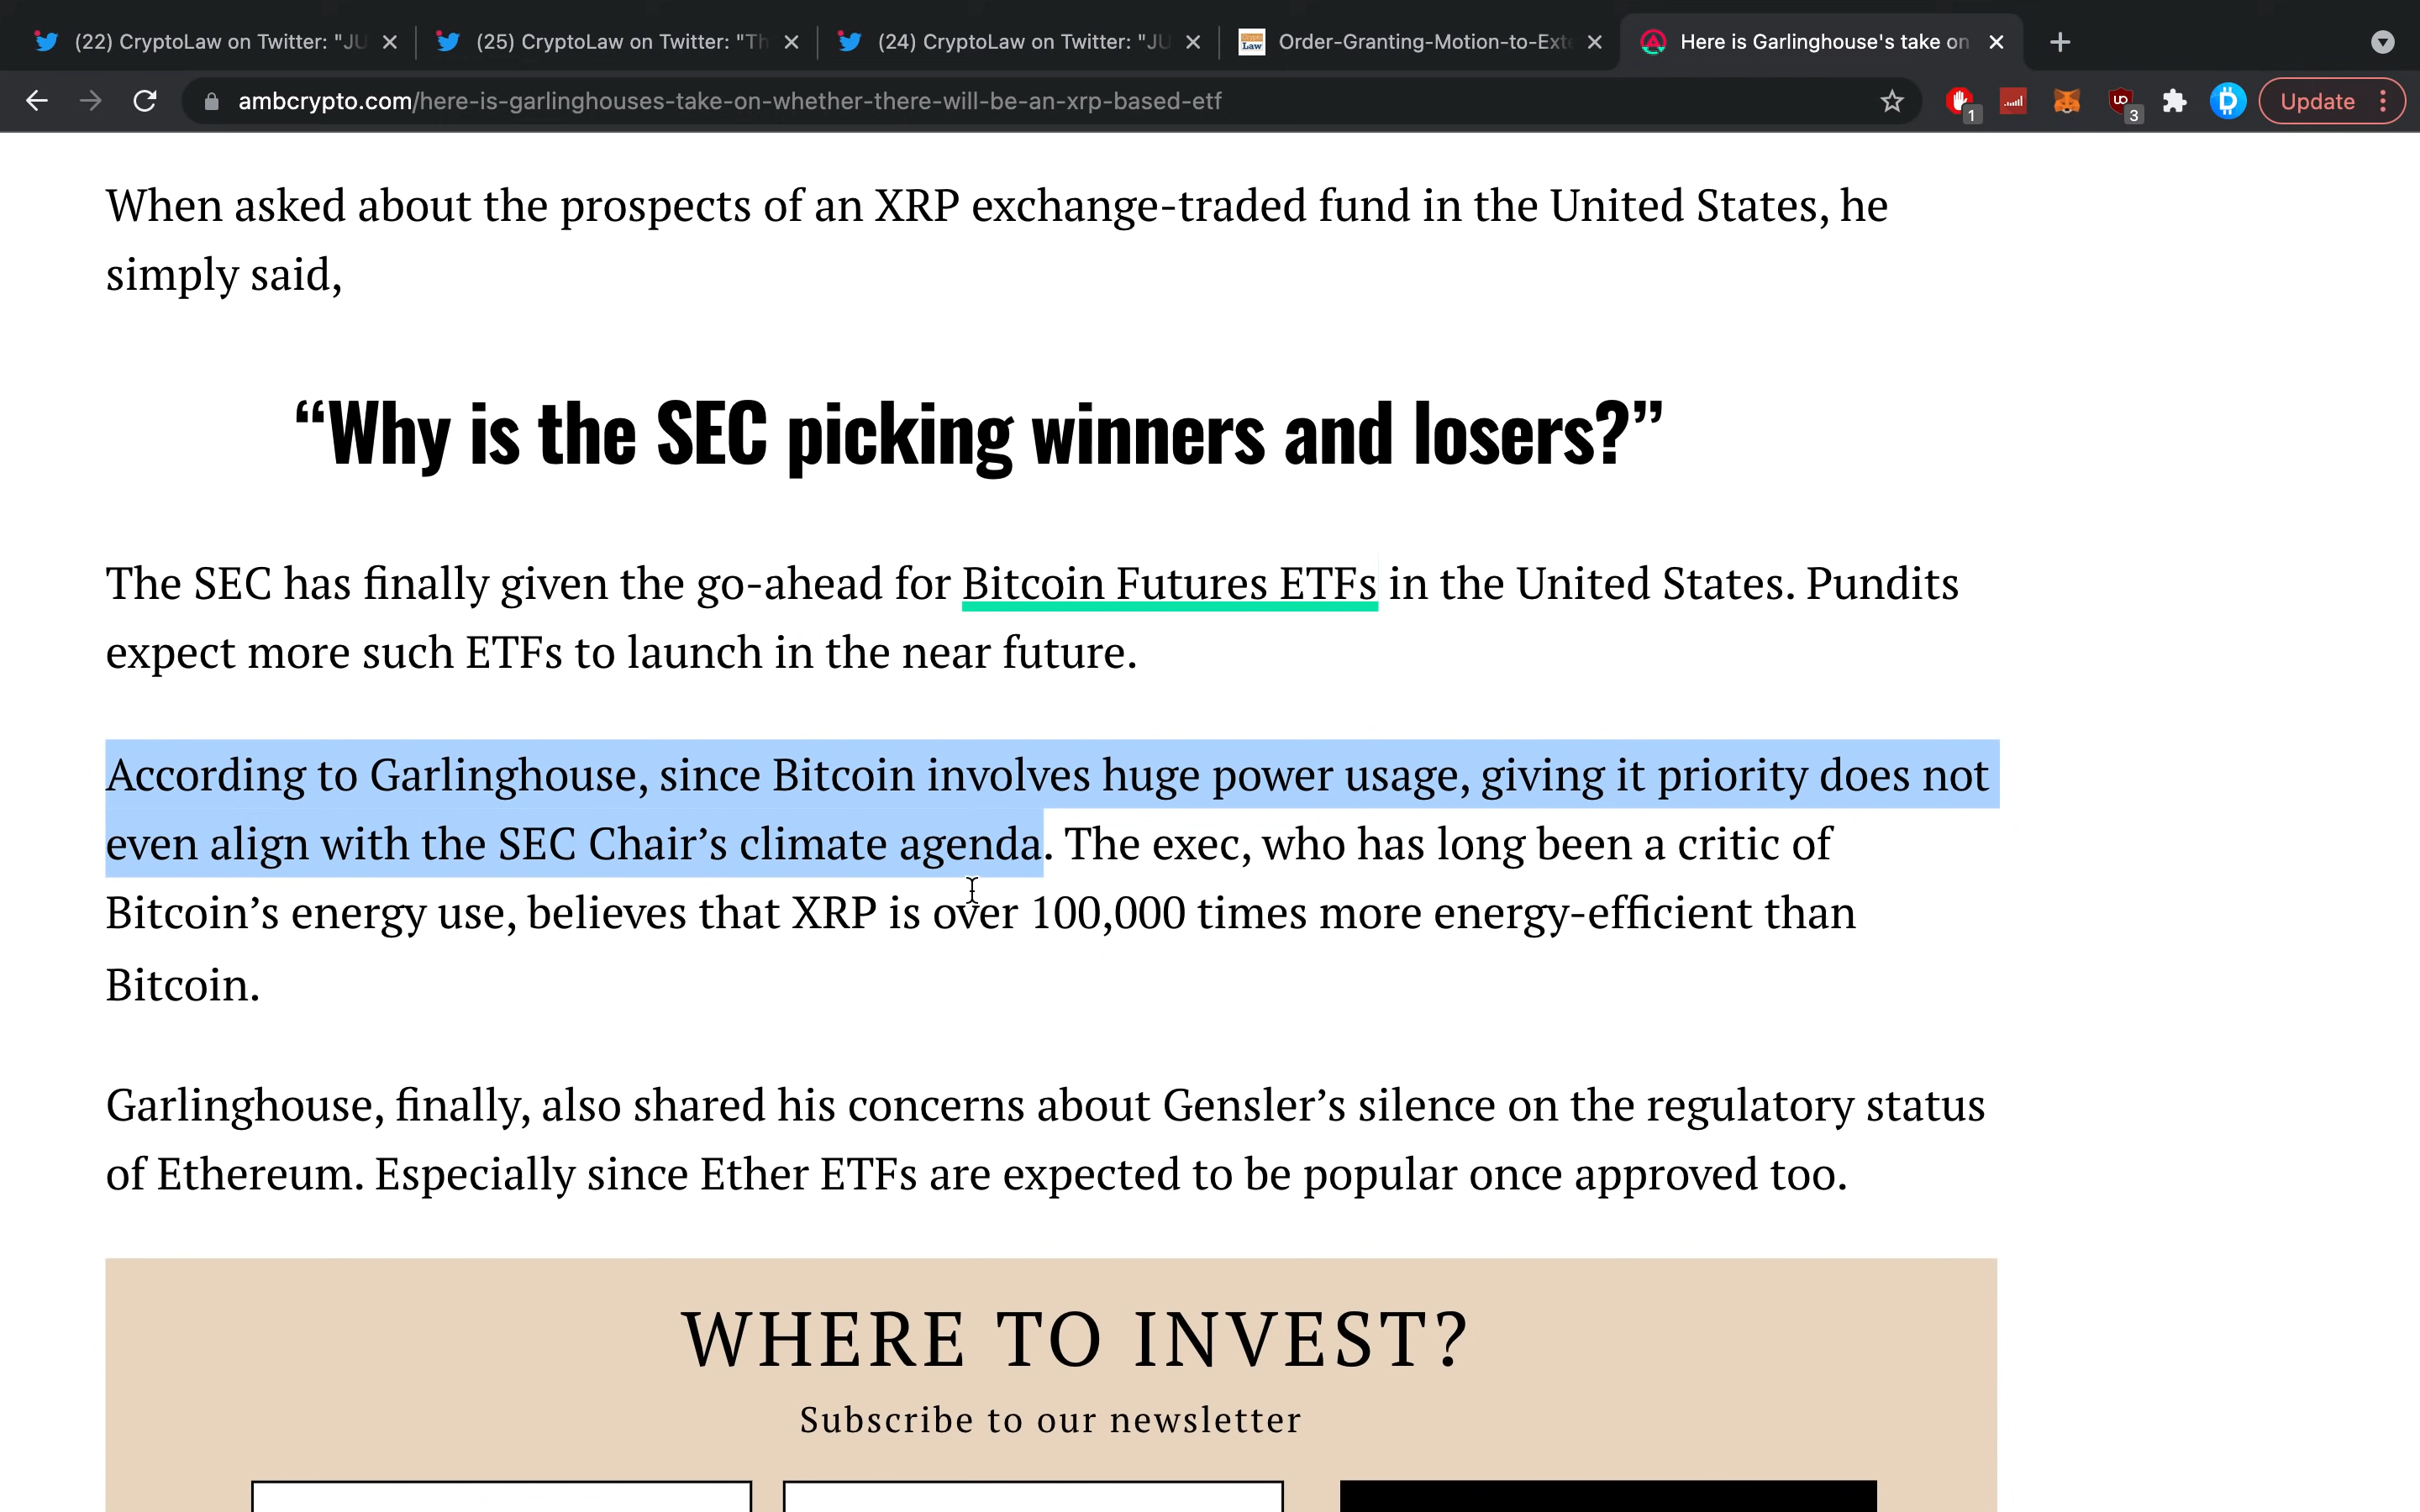 (22) CryptoLaw on Twitter: "JU
(25) CryptoLaw on Twitter: "Th
(24) CryptoLaw on Twitter: "JU
Order-Granting-Motion-to-Exte
Here is Garlinghouse's take on
ambcrypto.com/here-is-garlinghouses-take-on-whether-there-will-be-an-xrp-based-etf
1
3
Update
When asked about the prospects of an XRP exchange-traded fund in the United States, he
simply said,
“Why is the SEC picking winners and losers?”
The SEC has finally given the go-ahead for Bitcoin Futures ETFs in the United States. Pundits
expect more such ETFs to launch in the near future.
According to Garlinghouse, since Bitcoin involves huge power usage, giving it priority does not
even align with the SEC Chair’s climate agenda. The exec, who has long been a critic of
Bitcoin’s energy use, believes that XRP is over 100,000 times more energy-efficient than
Bitcoin.
Garlinghouse, finally, also shared his concerns about Gensler’s silence on the regulatory status
of Ethereum. Especially since Ether ETFs are expected to be popular once approved too.
WHERE TO INVEST?
Subscribe to our newsletter